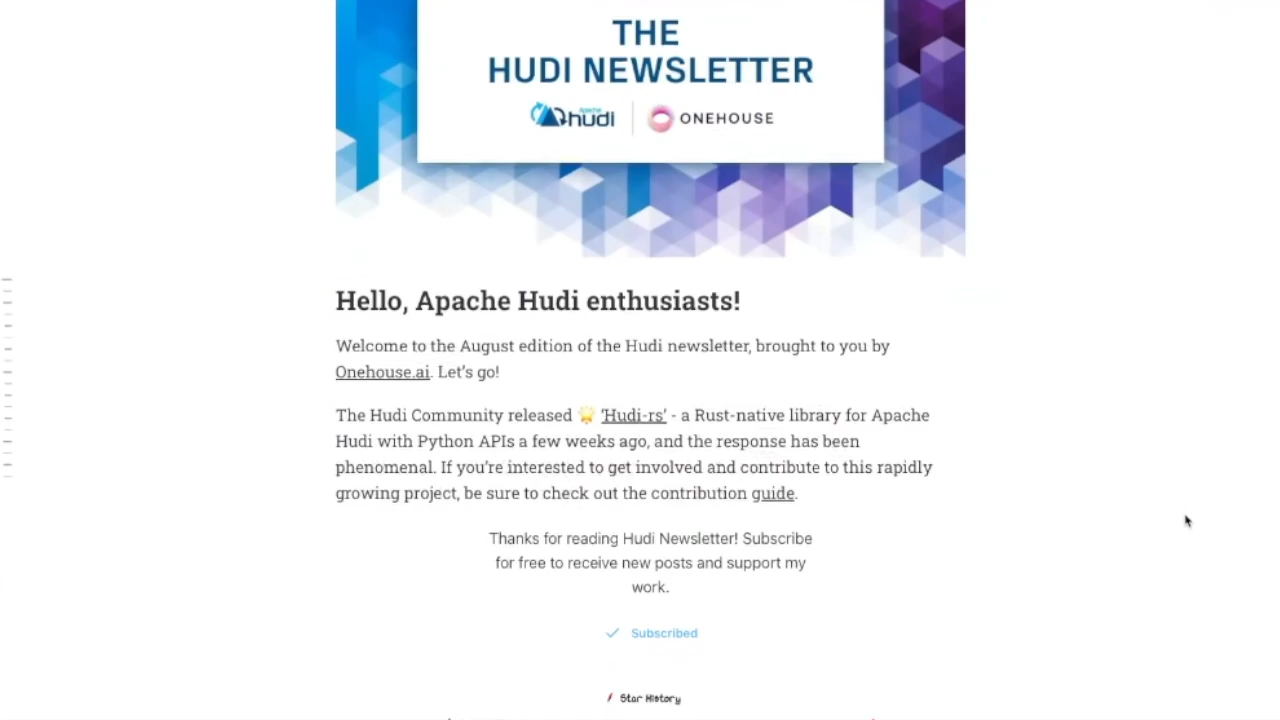 THE
HUDI NEWSLETTER
Apache hudi | ONEHOUSE
Hello, Apache Hudi enthusiasts!
Welcome to the August edition of the Hudi newsletter, brought to you by
Onehouse.ai. Let's go!
The Hudi Community released 🌟 'Hudi-rs' - a Rust-native library for Apache
Hudi with Python APIs a few weeks ago, and the response has been
phenomenal. If you're interested to get involved and contribute to this rapidly
growing project, be sure to check out the contribution guide.
Thanks for reading Hudi Newsletter! Subscribe
for free to receive new posts and support my
work.
Subscribed
Star History